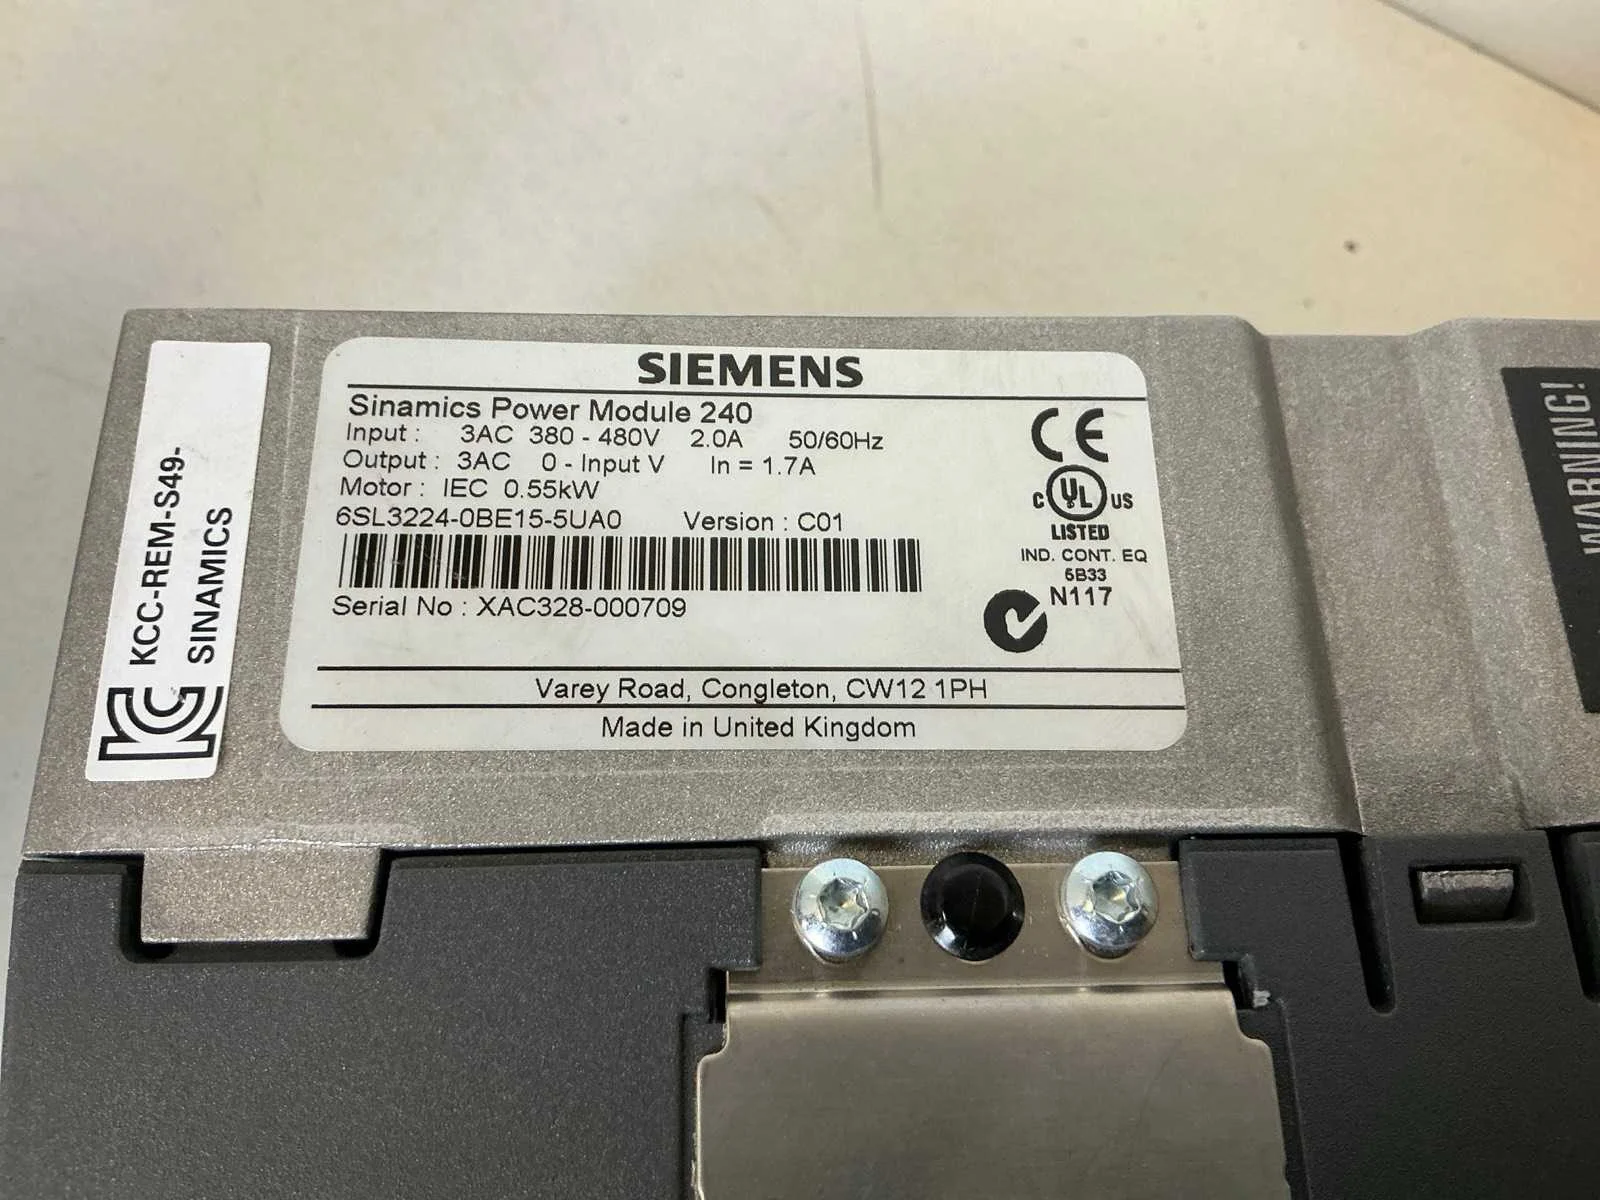 SIEMENS
Sinamics Power Module 240
Input : 3AC 380 - 480V 2.0A 50/60Hz
Output : 3AC 0 - Input V In = 1.7A
Motor : IEC 0.55kW
6SL3224-0BE15-5UA0 Version : C01
Serial No : XAC328-000709
CE
C UL US
LISTED
IND. CONT. EQ
5B33
N117
Varey Road, Congleton, CW12 1PH
Made in United Kingdom
KCC-REM-S49-
SINAMICS
WARNING!